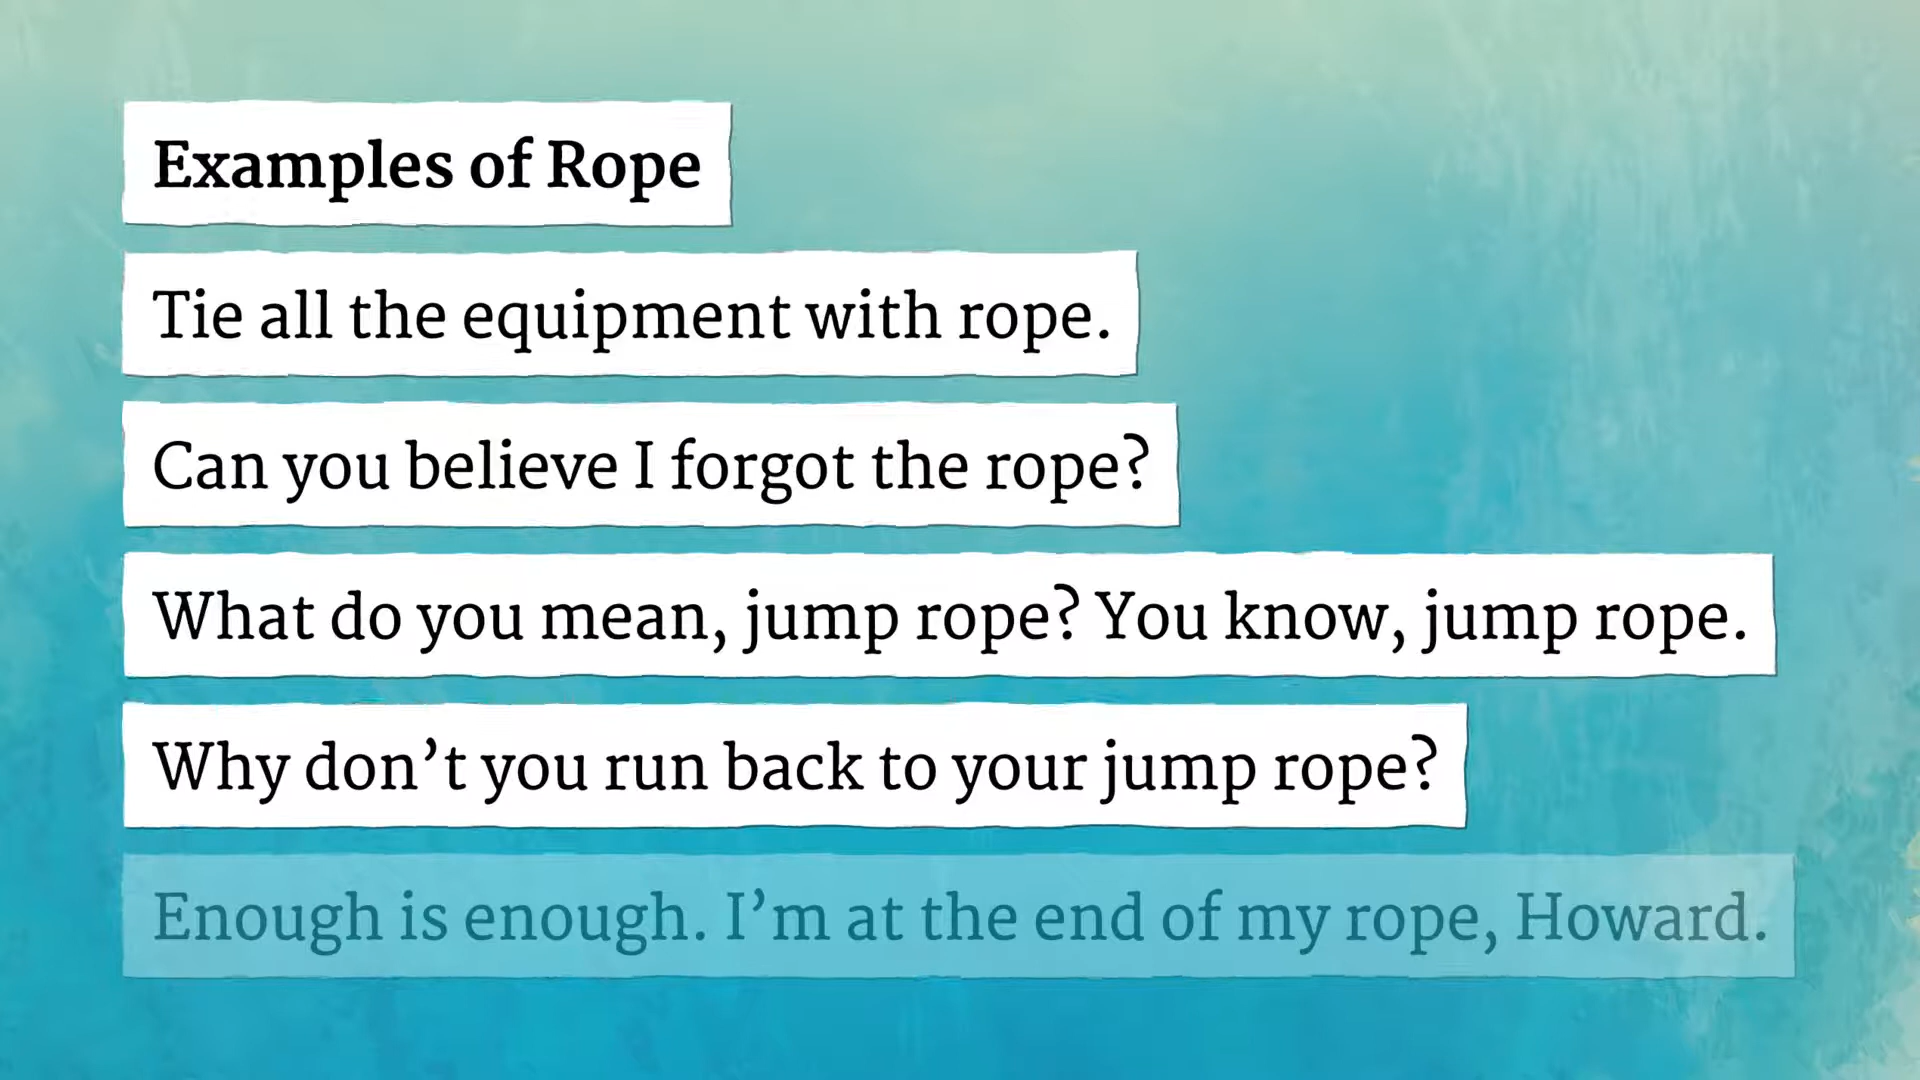 Examples of Rope
Tie all the equipment with rope.
Can you believe I forgot the rope?
What do you mean, jump rope? You know, jump rope.
Why don’t you run back to your jump rope?
Enough is enough. I’m at the end of my rope, Howard.